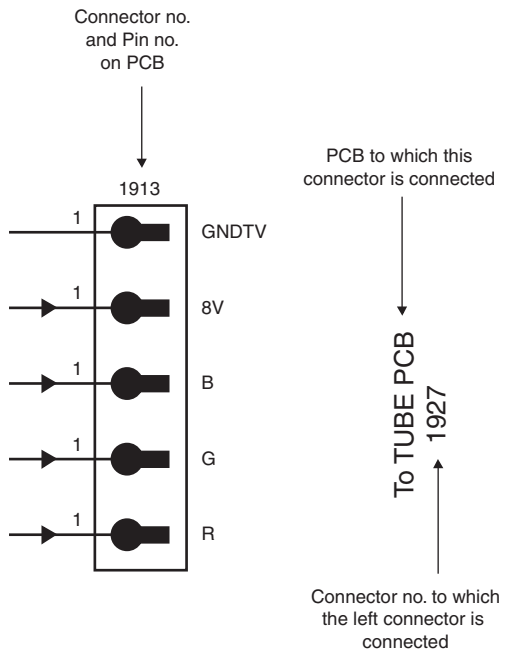 Connector no.
and Pin no.
on PCB
1913
1
GNDTV
1
8V
1
B
1
G
1
R
PCB to which this
connector is connected
To TUBE PCB
1927
Connector no. to which
the left connector is
connected